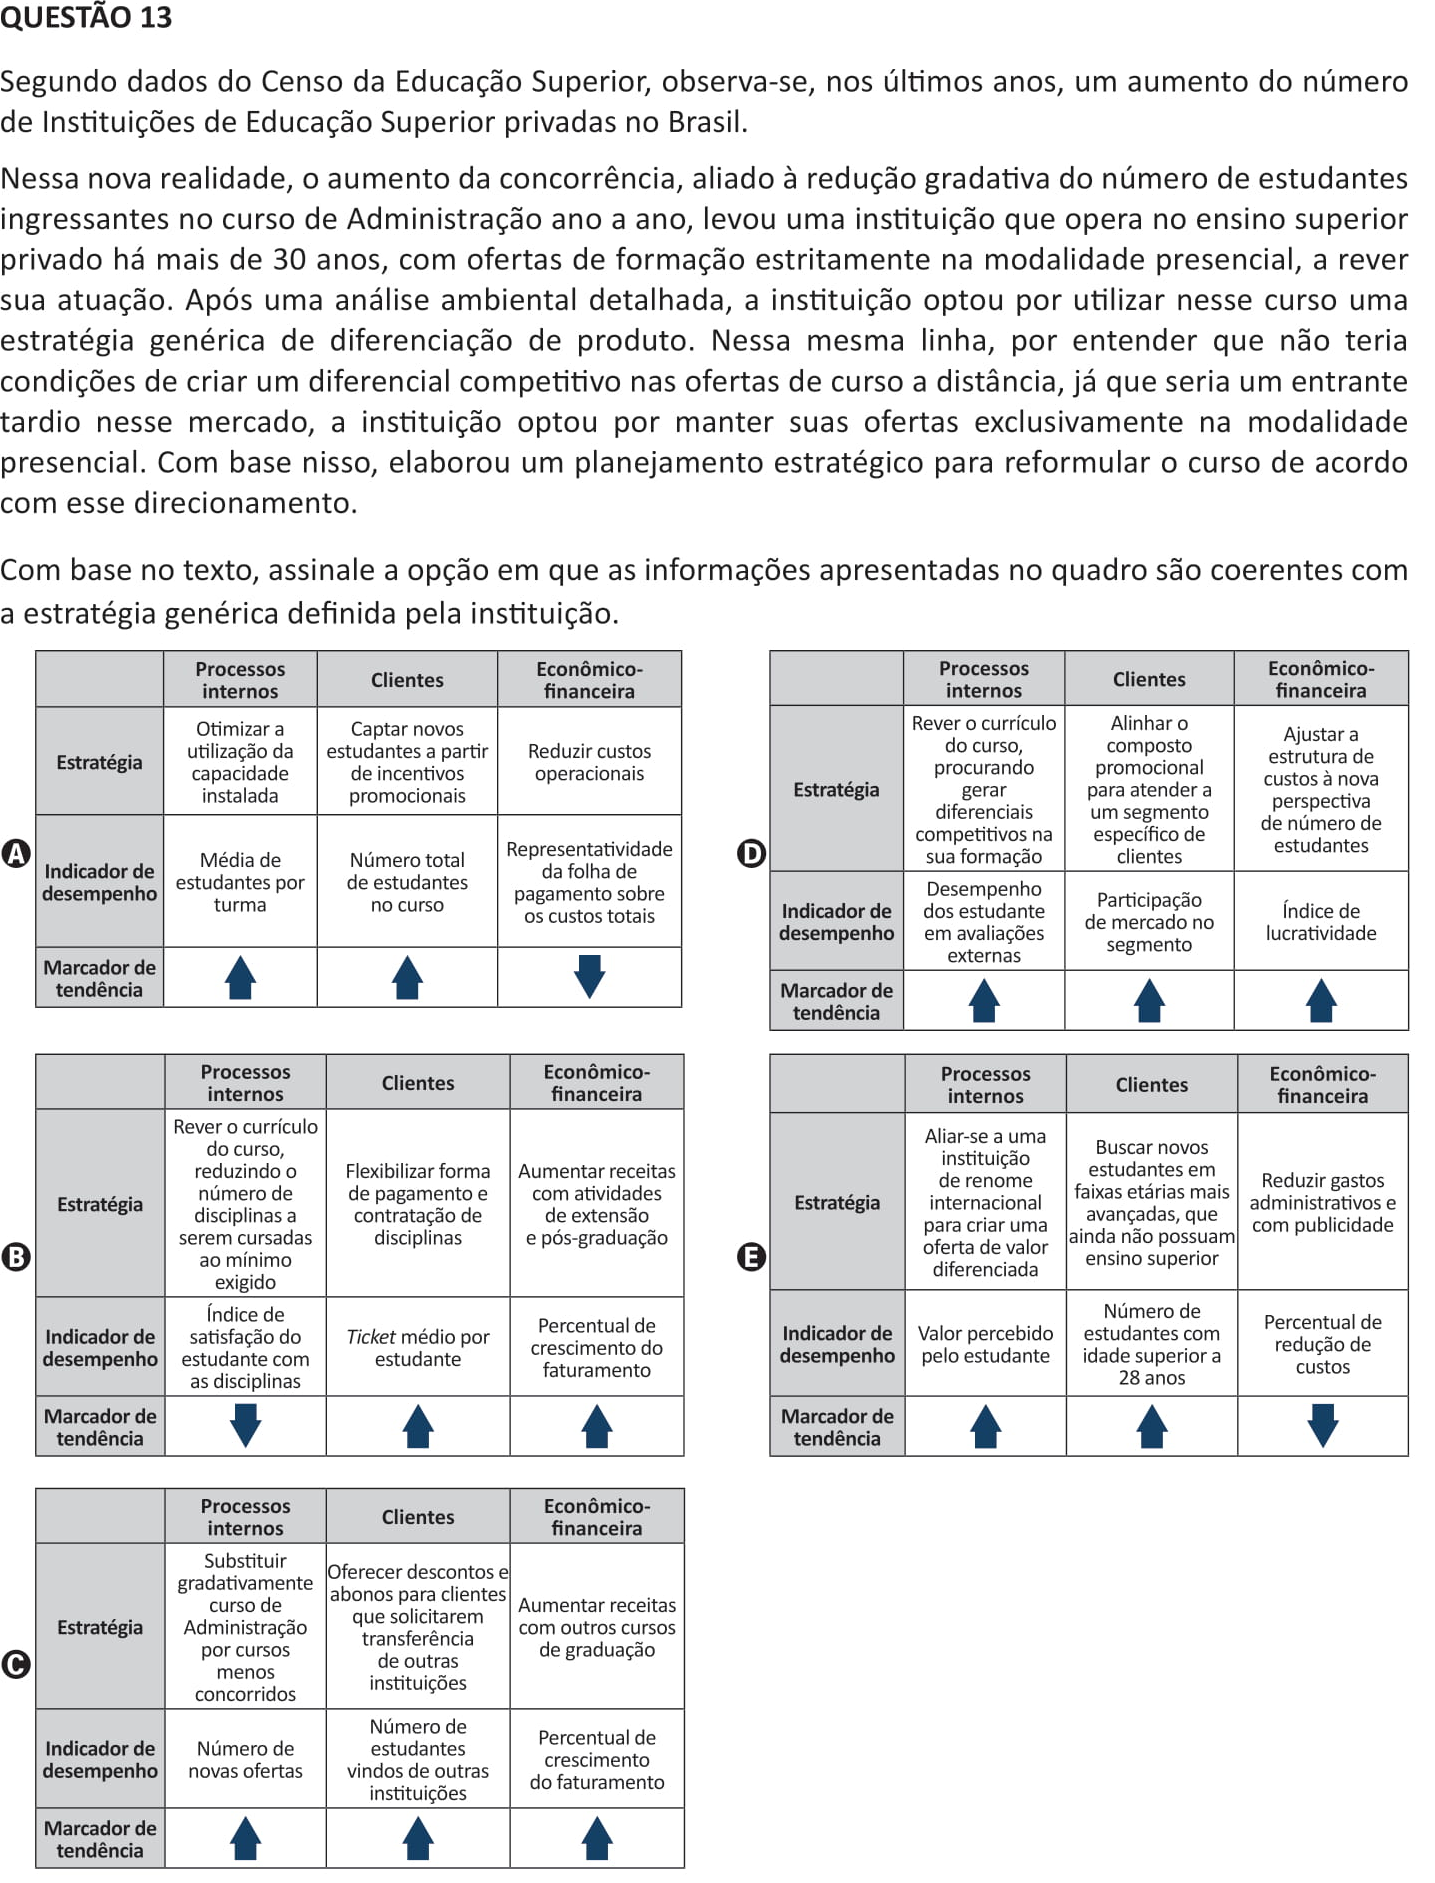 QUESTÃO 13
Segundo dados do Censo da Educação Superior, observa-se, nos últimos anos, um aumento do número
de Instituições de Educação Superior privadas no Brasil.
Nessa nova realidade, o aumento da concorrência, aliado à redução gradativa do número de estudantes
ingressantes no curso de Administração ano a ano, levou uma instituição que opera no ensino superior
privado há mais de 30 anos, com ofertas de formação estritamente na modalidade presencial, a rever
sua atuação. Após uma análise ambiental detalhada, a instituição optou por utilizar nesse curso uma
estratégia genérica de diferenciação de produto. Nessa mesma linha, por entender que não teria
condições de criar um diferencial competitivo nas ofertas de curso a distância, já que seria um entrante
tardio nesse mercado, a instituição optou por manter suas ofertas exclusivamente na modalidade
presencial. Com base nisso, elaborou um planejamento estratégico para reformular o curso de acordo
com esse direcionamento.
Com base no texto, assinale a opção em que as informações apresentadas no quadro são coerentes com
a estratégia genérica definida pela instituição.
A
Processos
internos
Clientes
Econômico-
financeira
Estratégia
Otimizar a
utilização da
capacidade
instalada
Captar novos
estudantes a partir
de incentivos
promocionais
Reduzir custos
operacionais
Indicador de
desempenho
Média de
estudantes por
turma
Número total
de estudantes
no curso
Representatividade
da folha de
pagamento sobre
os custos totais
Marcador de
tendência
B
Processos
internos
Clientes
Econômico-
financeira
Estratégia
Rever o currículo
do curso,
reduzindo o
número de
disciplinas a
serem cursadas
ao mínimo
exigido
Flexibilizar forma
de pagamento e
contratação de
disciplinas
Aumentar receitas
com atividades
de extensão
e pós-graduação
Indicador de
desempenho
Índice de
satisfação do
estudante com
as disciplinas
Ticket médio por
estudante
Percentual de
crescimento do
faturamento
Marcador de
tendência
C
Processos
internos
Clientes
Econômico-
financeira
Estratégia
Substituir
gradativamente
curso de
Administração
por cursos
menos
concorridos
Oferecer descontos e
abonos para clientes
que solicitarem
transferência
de outras
instituições
Aumentar receitas
com outros cursos
de graduação
Indicador de
desempenho
Número de
novas ofertas
Número de
estudantes
vindos de outras
instituições
Percentual de
crescimento
do faturamento
Marcador de
tendência
D
Processos
internos
Clientes
Econômico-
financeira
Estratégia
Rever o currículo
do curso,
procurando
gerar
diferenciais
competitivos na
sua formação
Alinhar o
composto
promocional
para atender a
um segmento
específico de
clientes
Ajustar a
estrutura de
custos à nova
perspectiva
de número de
estudantes
Indicador de
desempenho
Desempenho
dos estudante
em avaliações
externas
Participação
de mercado no
segmento
Índice de
lucratividade
Marcador de
tendência
E
Processos
internos
Clientes
Econômico-
financeira
Estratégia
Aliar-se a uma
instituição
de renome
internacional
para criar uma
oferta de valor
diferenciada
Buscar novos
estudantes em
faixas etárias mais
avançadas, que
ainda não possuam
ensino superior
Reduzir gastos
administrativos e
com publicidade
Indicador de
desempenho
Valor percebido
pelo estudante
Número de
estudantes com
idade superior a
28 anos
Percentual de
redução de
custos
Marcador de
tendência